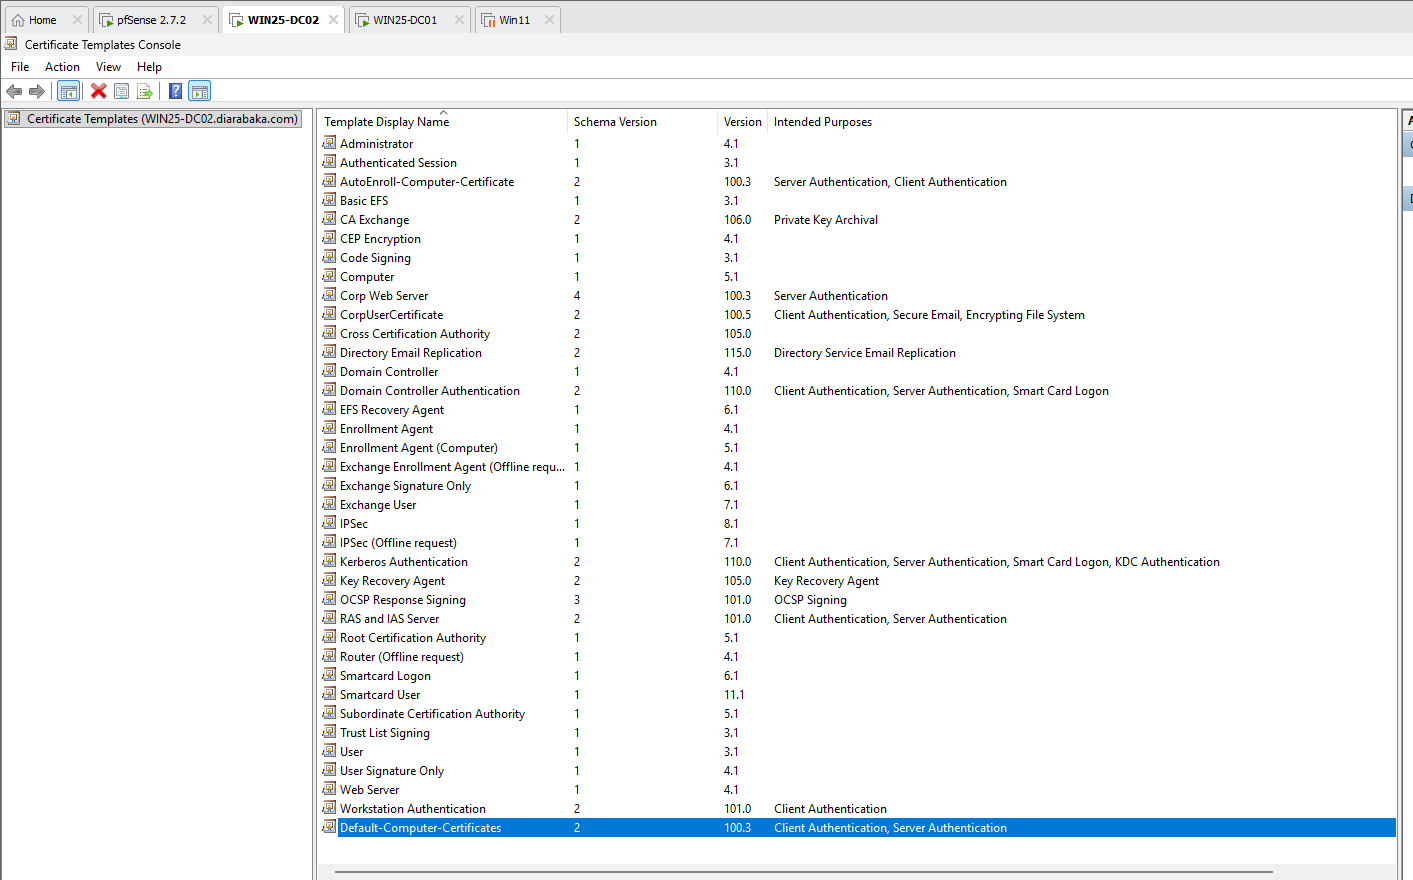 Home pfSense 2.7.2 WIN25-DC02 WIN25-DC01 Win11
Certificate Templates Console
File Action View Help
Certificate Templates (WIN25-DC02.diarabaka.com)
Template Display Name Schema Version Version Intended Purposes
Administrator 1 4.1
Authenticated Session 1 3.1
AutoEnroll-Computer-Certificate 2 100.3 Server Authentication, Client Authentication
Basic EFS 1 3.1
CA Exchange 2 106.0 Private Key Archival
CEP Encryption 1 4.1
Code Signing 1 3.1
Computer 1 5.1
Corp Web Server 4 100.3 Server Authentication
CorpUserCertificate 2 100.5 Client Authentication, Secure Email, Encrypting File System
Cross Certification Authority 2 105.0
Directory Email Replication 2 115.0 Directory Service Email Replication
Domain Controller 1 4.1
Domain Controller Authentication 2 110.0 Client Authentication, Server Authentication, Smart Card Logon
EFS Recovery Agent 1 6.1
Enrollment Agent 1 4.1
Enrollment Agent (Computer) 1 5.1
Exchange Enrollment Agent (Offline requ... 1 4.1
Exchange Signature Only 1 6.1
Exchange User 1 7.1
IPSec 1 8.1
IPSec (Offline request) 1 7.1
Kerberos Authentication 2 110.0 Client Authentication, Server Authentication, Smart Card Logon, KDC Authentication
Key Recovery Agent 2 105.0 Key Recovery Agent
OCSP Response Signing 3 101.0 OCSP Signing
RAS and IAS Server 2 101.0 Client Authentication, Server Authentication
Root Certification Authority 1 5.1
Router (Offline request) 1 4.1
Smartcard Logon 1 6.1
Smartcard User 1 11.1
Subordinate Certification Authority 1 5.1
Trust List Signing 1 3.1
User 1 3.1
User Signature Only 1 4.1
Web Server 1 4.1
Workstation Authentication 2 101.0 Client Authentication
Default-Computer-Certificates 2 100.3 Client Authentication, Server Authentication